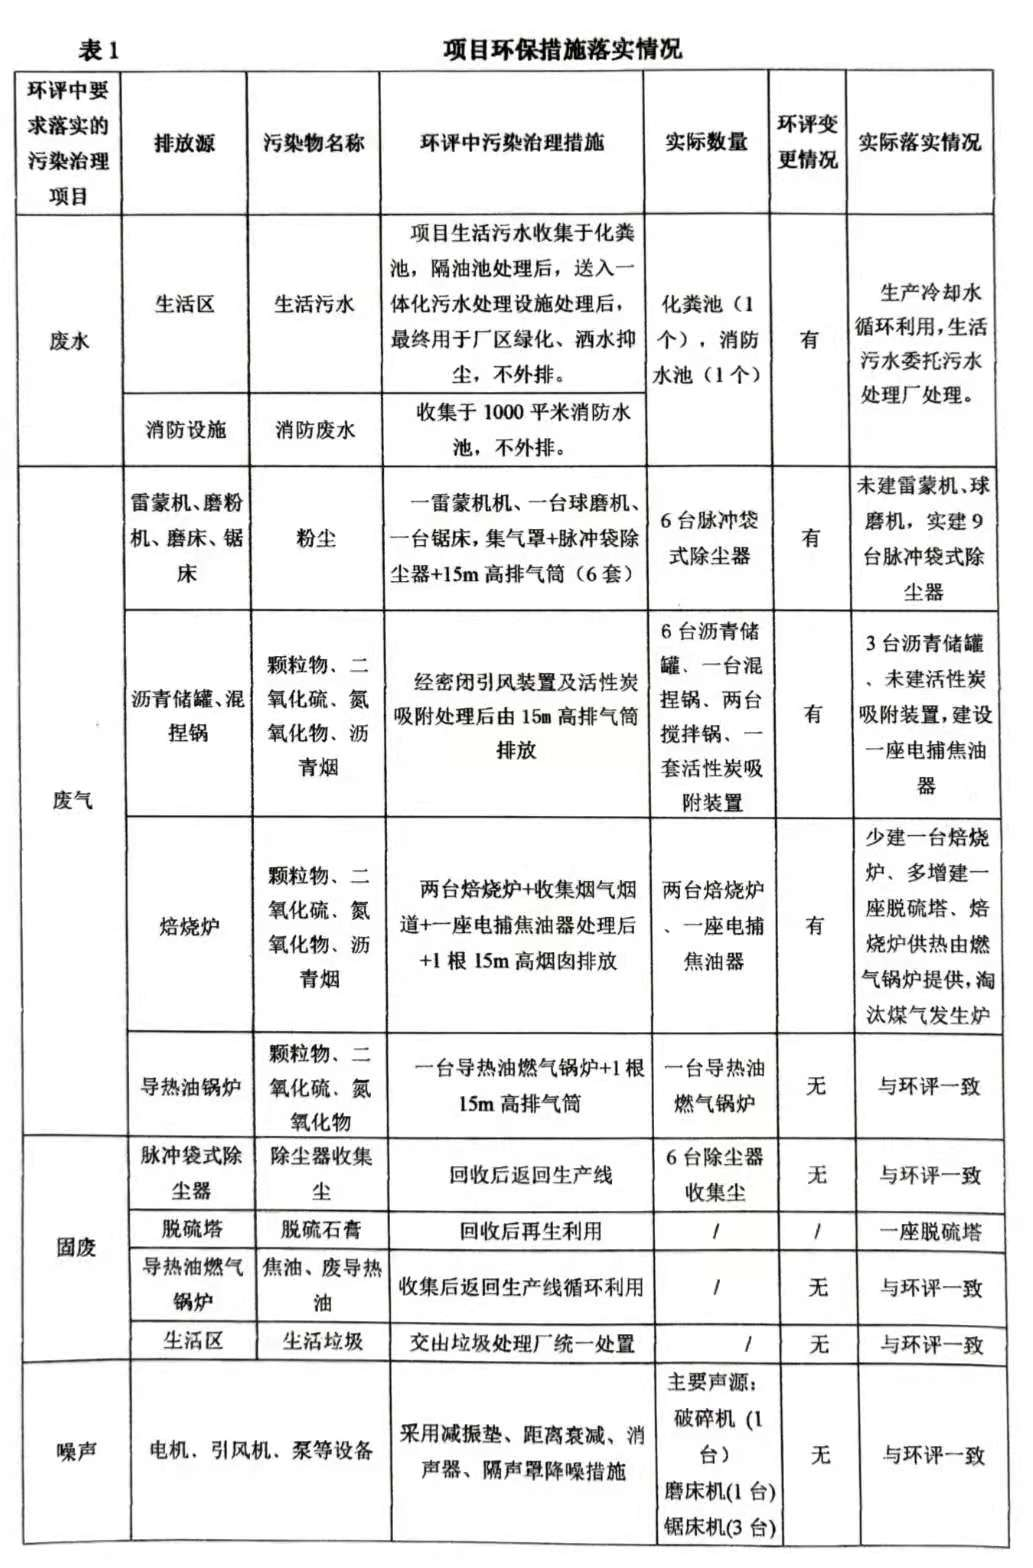 表1 项目环保措施落实情况
环评中要
求落实的
污染治理
项目
排放源
污染物名称
环评中污染治理措施
实际数量
环评变
更情况
实际落实情况
废水
生活区
生活污水
项目生活污水收集于化粪
池，隔油池处理后，送入一
体化污水处理设施处理后，
最终用于厂区绿化、洒水抑
尘，不外排。
化粪池（1
个），消防
水池（1个）
有
生产冷却水
循环利用，生活
污水委托污水
处理厂处理。
消防设施
消防废水
收集于1000平米消防水
池，不外排。
废气
雷蒙机、磨粉
机、磨床、锯
床
粉尘
一雷蒙机机、一台球磨机、
一台锯床，集气罩+脉冲袋除
尘器+15m高排气筒（6套）
6台脉冲袋
式除尘器
有
未建雷蒙机、球
磨机，实建9
台脉冲袋式除
尘器
沥青储罐、混
捏锅
颗粒物、二
氧化硫、氮
氧化物、沥
青烟
经密闭引风装置及活性炭
吸附处理后由15m高排气筒
排放
6台沥青储
罐、一台混
捏锅、两台
搅拌锅、一
套活性炭吸
附装置
有
3台沥青储罐
、未建活性炭
吸附装置，建设
一座电捕焦油
器
焙烧炉
颗粒物、二
氧化硫、氮
氧化物、沥
青烟
两台焙烧炉+收集烟气烟
道+一座电捕焦油器处理后
+1根15m高烟囱排放
两台焙烧炉
、一座电捕
焦油器
有
少建一台焙烧
炉、多增建一
座脱硫塔、焙
烧炉供热由燃
气锅炉提供，淘
汰煤气发生炉
导热油锅炉
颗粒物、二
氧化硫、氮
氧化物
一台导热油燃气锅炉+1根
15m高排气筒
一台导热油
燃气锅炉
无
与环评一致
固废
脉冲袋式除
尘器
除尘器收集
尘
回收后返回生产线
6台除尘器
收集尘
无
与环评一致
脱硫塔
脱硫石膏
回收后再生利用
/
/
一座脱硫塔
导热油燃气
锅炉
焦油、废导热
油
收集后返回生产线循环利用
/
无
与环评一致
生活区
生活垃圾
交由垃圾处理厂统一处置
/
无
与环评一致
噪声
电机、引风机、泵等设备
采用减振垫、距离衰减、消
声器、隔声罩降噪措施
主要声源：
破碎机（1
台）
磨床机(1台)
锯床机(3台)
无
与环评一致